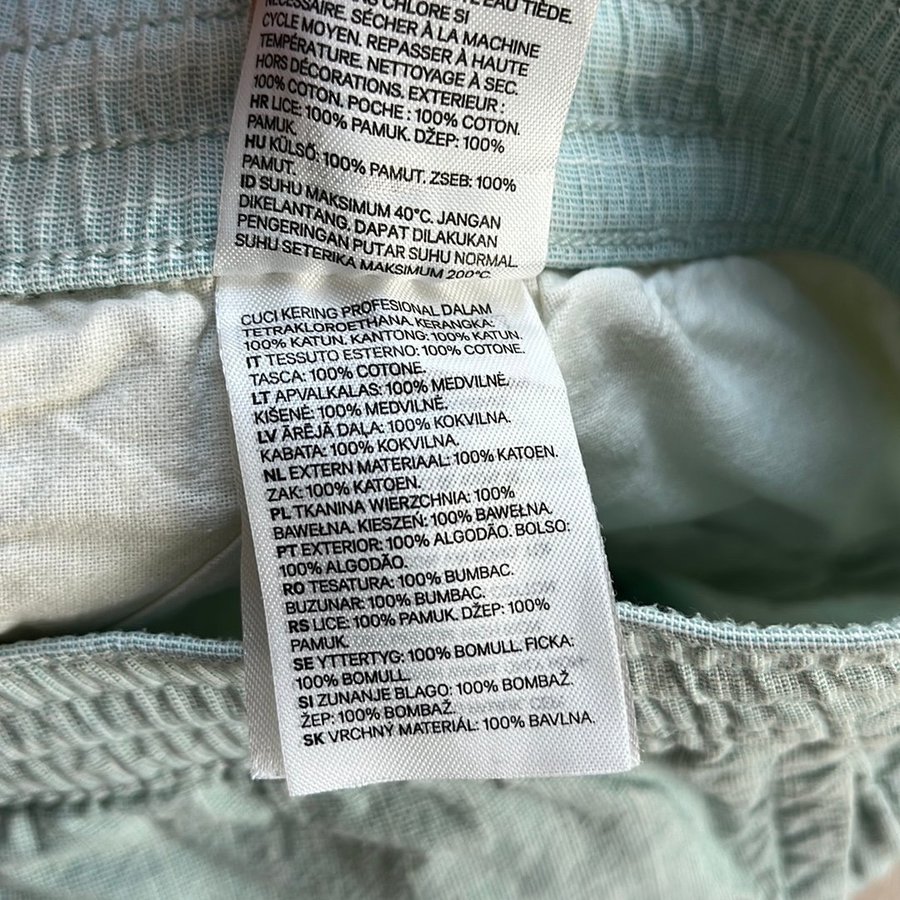 EAU TIÈDE.
CHLORE SI
NÉCESSAIRE. SÉCHER À LA MACHINE
CYCLE MOYEN. REPASSER À HAUTE
TEMPÉRATURE. NETTOYAGE À SEC.
HORS DÉCORATIONS. EXTERIEUR :
100% COTON. POCHE : 100% COTON.
HR LICE: 100% PAMUK. DŽEP: 100%
PAMUK.
HU KÜLSŐ: 100% PAMUT. ZSEB: 100%
PAMUT.
ID SUHU MAKSIMUM 40°C. JANGAN
DIKELANTANG, DAPAT DILAKUKAN
PENGERINGAN PUTAR SUHU NORMAL.
SUHU SETERIKA MAKSIMUM 200°C.
CUCI KERING PROFESIONAL DALAM
TETRAKLOROETHANA. KERANGKA:
100% KATUN. KANTONG: 100% KATUN.
IT TESSUTO ESTERNO: 100% COTONE.
TASCA: 100% COTONE.
LT APVALKALAS: 100% MEDVILNĖ.
KIŠENĖ: 100% MEDVILNĖ.
LV ĀRĒJĀ DAĻA: 100% KOKVILNA.
KABATA: 100% KOKVILNA.
NL EXTERN MATERIAAL: 100% KATOEN.
ZAK: 100% KATOEN.
PL TKANINA WIERZCHNIA: 100%
BAWEŁNA. KIESZEŃ: 100% BAWEŁNA.
PT EXTERIOR: 100% ALGODÃO. BOLSO:
100% ALGODÃO.
RO TESATURA: 100% BUMBAC.
BUZUNAR: 100% BUMBAC.
RS LICE: 100% PAMUK. DŽEP: 100%
PAMUK.
SE YTTERTYG: 100% BOMULL. FICKA:
100% BOMULL.
SI ZUNANJE BLAGO: 100% BOMBAŽ.
ŽEP: 100% BOMBAŽ.
SK VRCHNÝ MATERIÁL: 100% BAVLNA.